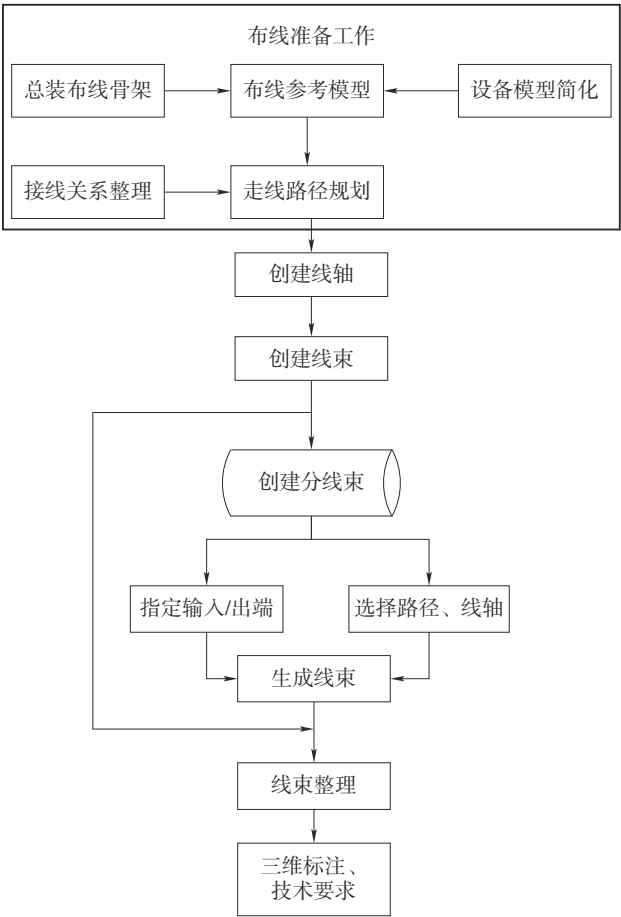 布线准备工作
总装布线骨架
布线参考模型
设备模型简化
接线关系整理
走线路径规划
创建线轴
创建线束
创建分线束
指定输入/出端
选择路径、线轴
生成线束
线束整理
三维标注、
技术要求